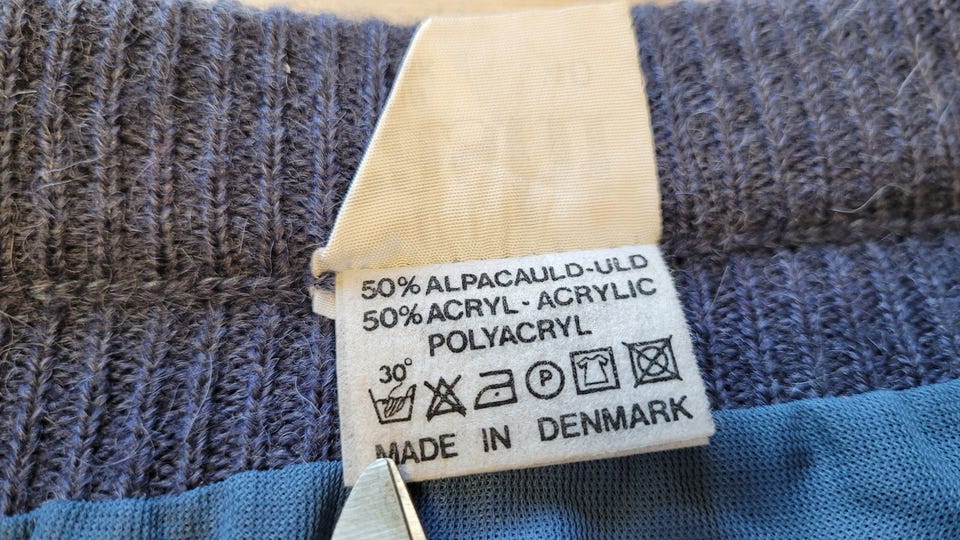 50% ALPACAULD-ULD
50% ACRYL - ACRYLIC
POLYACRYL
30°
P
MADE IN DENMARK